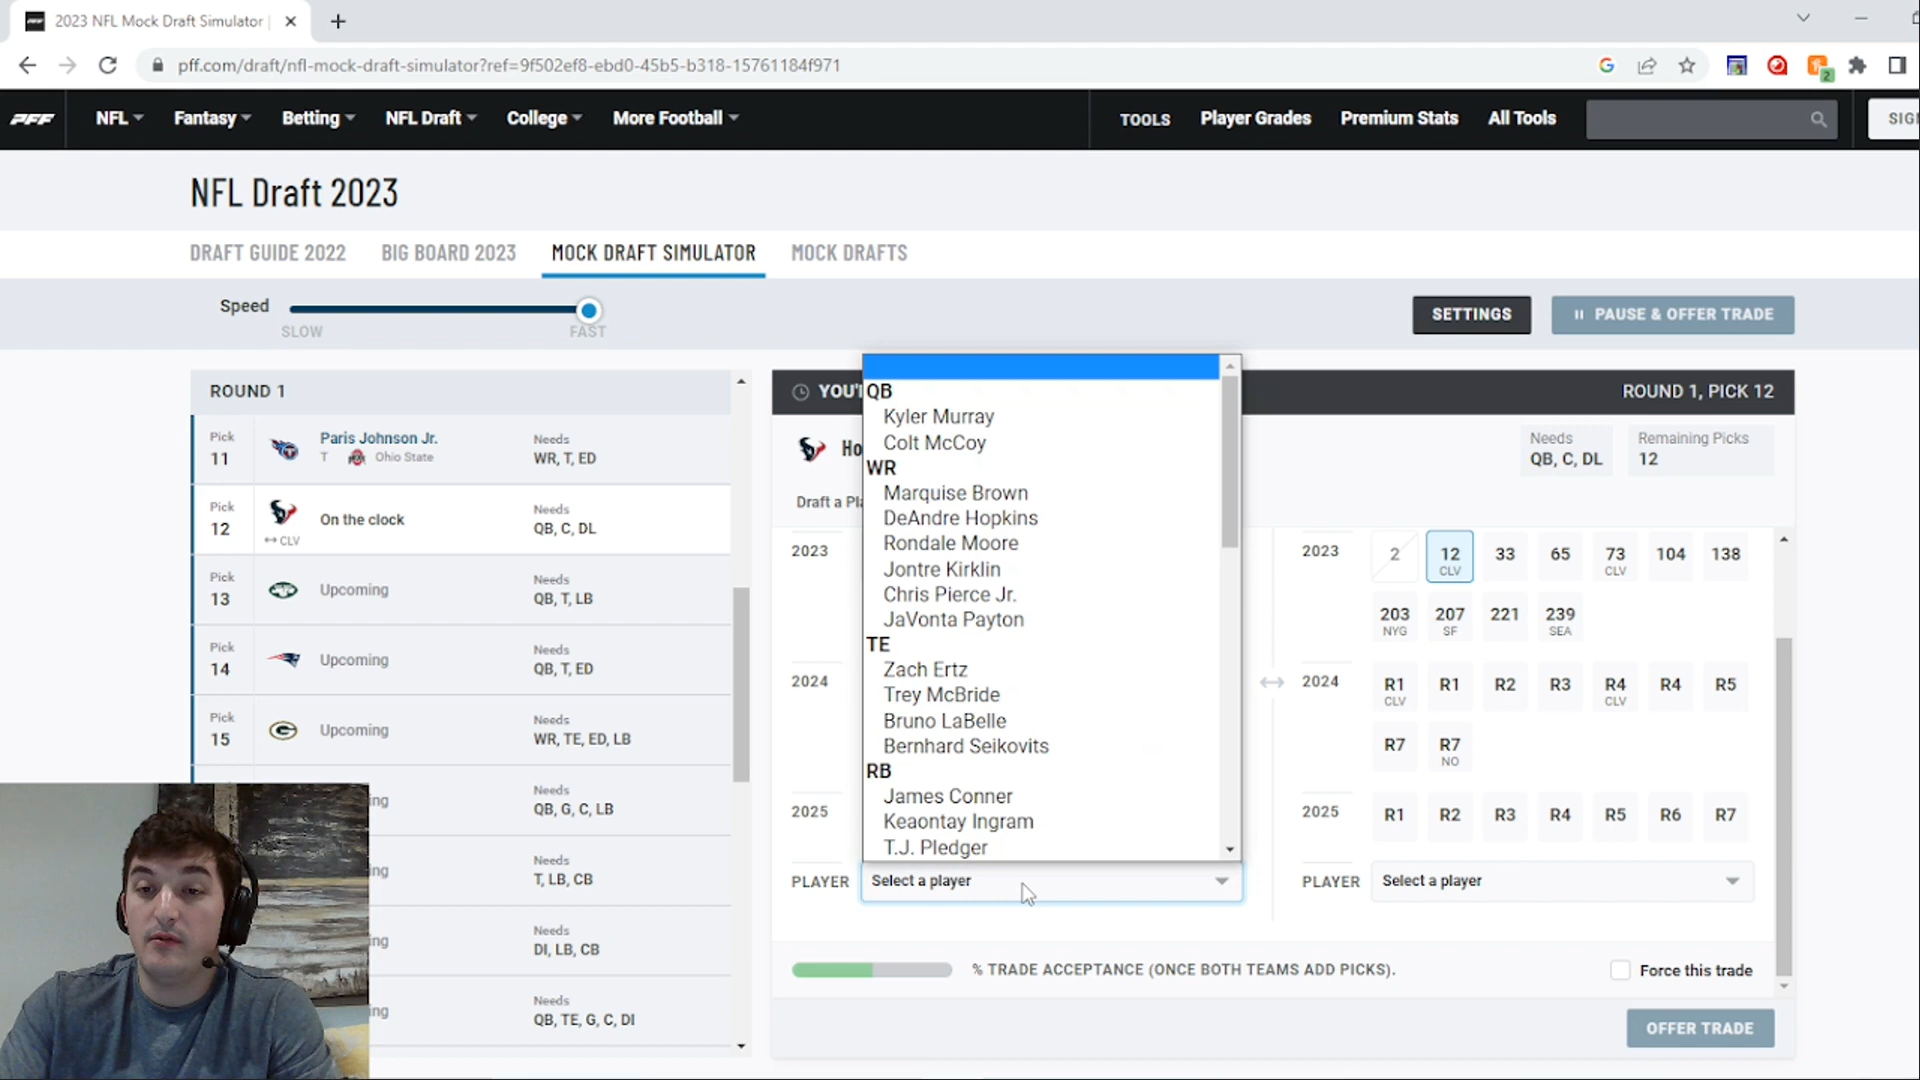 2023 NFL Mock Draft Simulator |
pff.com/draft/nfl-mock-draft-simulator?ref=9f502ef8-ebd0-45b5-b318-15761184f971
2
PFF NFL Fantasy Betting NFL Draft College More Football TOOLS Player Grades Premium Stats All Tools SIGN
NFL Draft 2023
DRAFT GUIDE 2022 BIG BOARD 2023 MOCK DRAFT SIMULATOR MOCK DRAFTS
Speed
SLOW FAST
SETTINGS PAUSE & OFFER TRADE
ROUND 1
Pick 11
Paris Johnson Jr.
T Ohio State
Needs
WR, T, ED
Pick 12
↔ CLV
On the clock
Needs
QB, C, DL
Pick 13
Upcoming
Needs
QB, T, LB
Pick 14
Upcoming
Needs
QB, T, ED
Pick 15
Upcoming
Needs
WR, TE, ED, LB
ng
Needs
QB, G, C, LB
ng
Needs
T, LB, CB
ng
Needs
DI, LB, CB
ng
Needs
QB, TE, G, C, DI
YOU'
ROUND 1, PICK 12
Ho
Needs
QB, C, DL
Remaining Picks
12
Draft a Pla
2023
2024
2025
QB
Kyler Murray
Colt McCoy
WR
Marquise Brown
DeAndre Hopkins
Rondale Moore
Jontre Kirklin
Chris Pierce Jr.
JaVonta Payton
TE
Zach Ertz
Trey McBride
Bruno LaBelle
Bernhard Seikovits
RB
James Conner
Keaontay Ingram
T.J. Pledger
PLAYER Select a player
2023 2 12 33 65 73 104 138
CLV CLV
203 207 221 239
NYG SF SEA
2024 R1 R1 R2 R3 R4 R4 R5
CLV CLV
R7 R7
NO
2025 R1 R2 R3 R4 R5 R6 R7
PLAYER Select a player
% TRADE ACCEPTANCE (ONCE BOTH TEAMS ADD PICKS).
Force this trade
OFFER TRADE